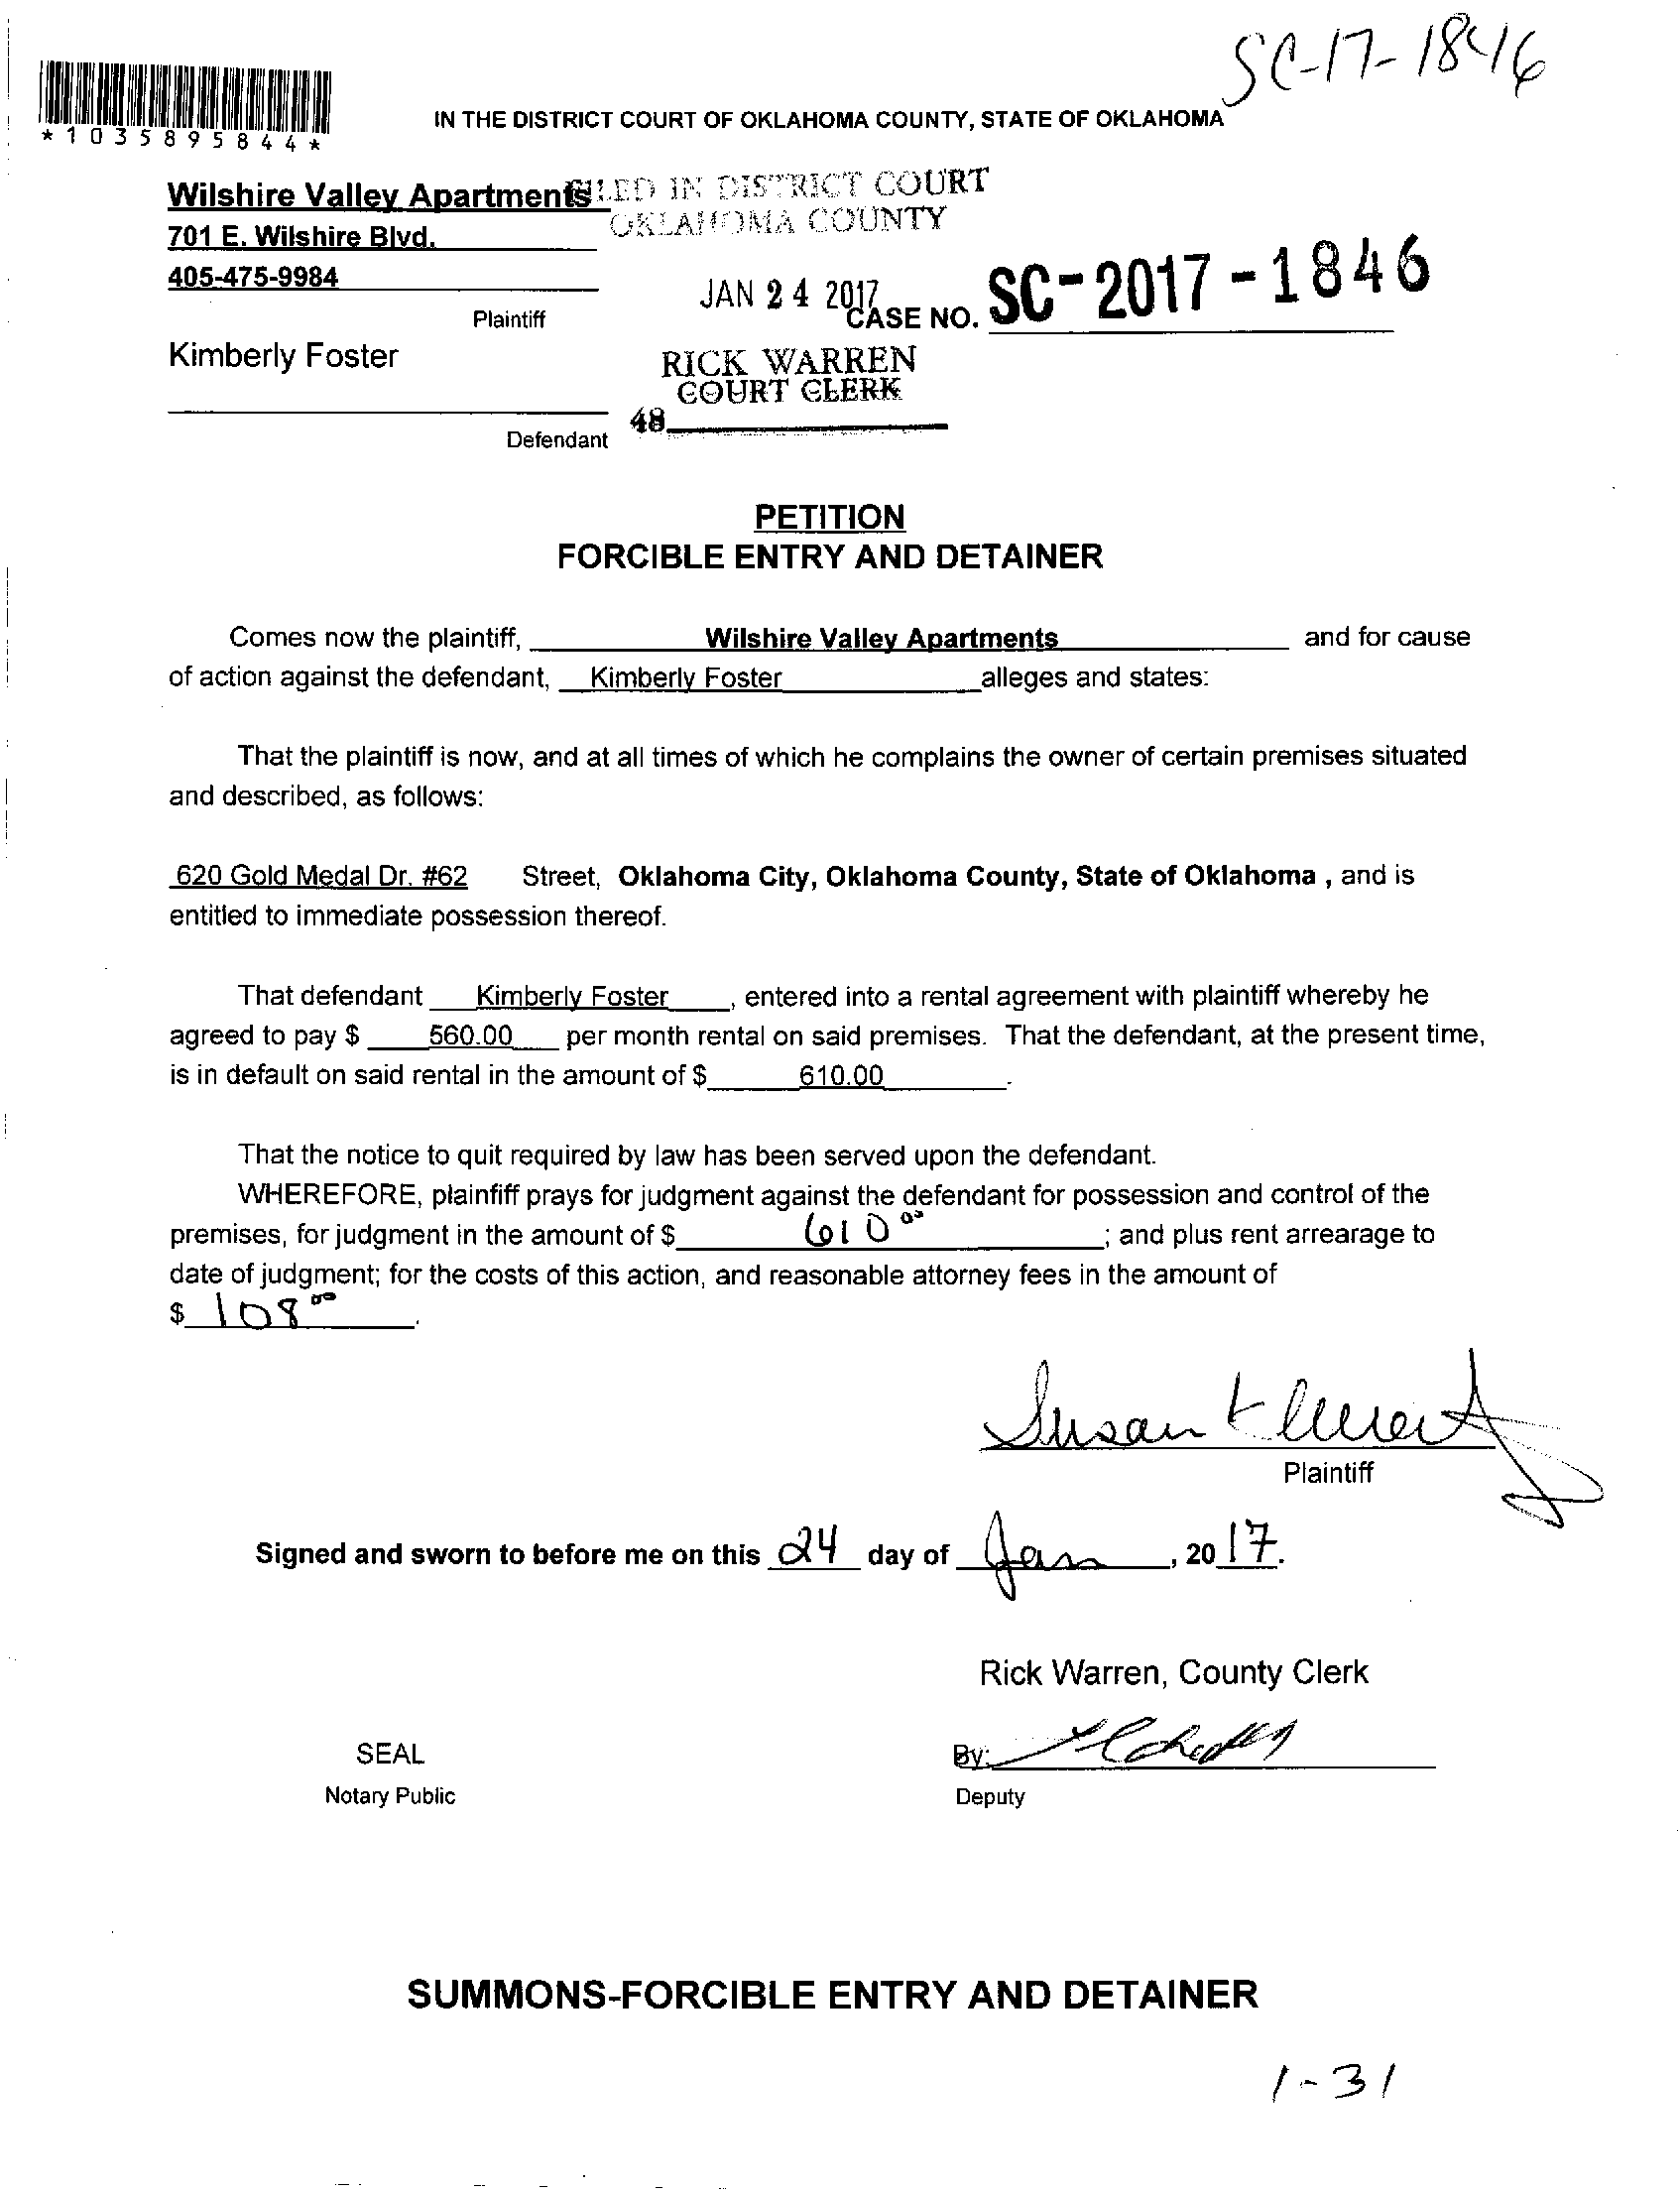 SC-17-1846
*1035895844*
IN THE DISTRICT COURT OF OKLAHOMA COUNTY, STATE OF OKLAHOMA
Wilshire Valley Apartments
FILED IN DISTRICT COURT
OKLAHOMA COUNTY
701 E. Wilshire Blvd.
405-475-9984
JAN 24 2017
CASE NO. SC-2017-1846
Plaintiff
Kimberly Foster
RICK WARREN
COURT CLERK
48
Defendant
PETITION
FORCIBLE ENTRY AND DETAINER
Comes now the plaintiff, Wilshire Valley Apartments and for cause
of action against the defendant, Kimberly Foster alleges and states:
That the plaintiff is now, and at all times of which he complains the owner of certain premises situated
and described, as follows:
620 Gold Medal Dr. #62 Street, Oklahoma City, Oklahoma County, State of Oklahoma , and is
entitled to immediate possession thereof.
That defendant Kimberly Foster, entered into a rental agreement with plaintiff whereby he
agreed to pay $ 560.00 per month rental on said premises. That the defendant, at the present time,
is in default on said rental in the amount of $ 610.00.
That the notice to quit required by law has been served upon the defendant.
WHEREFORE, plainfiff prays for judgment against the defendant for possession and control of the
premises, for judgment in the amount of $ 610.00; and plus rent arrearage to
date of judgment; for the costs of this action, and reasonable attorney fees in the amount of
$ 108.00.
Susan
Plaintiff
Signed and sworn to before me on this 24 day of Jan, 2017.
Rick Warren, County Clerk
SEAL
By:
Notary Public
Deputy
SUMMONS-FORCIBLE ENTRY AND DETAINER
1-31